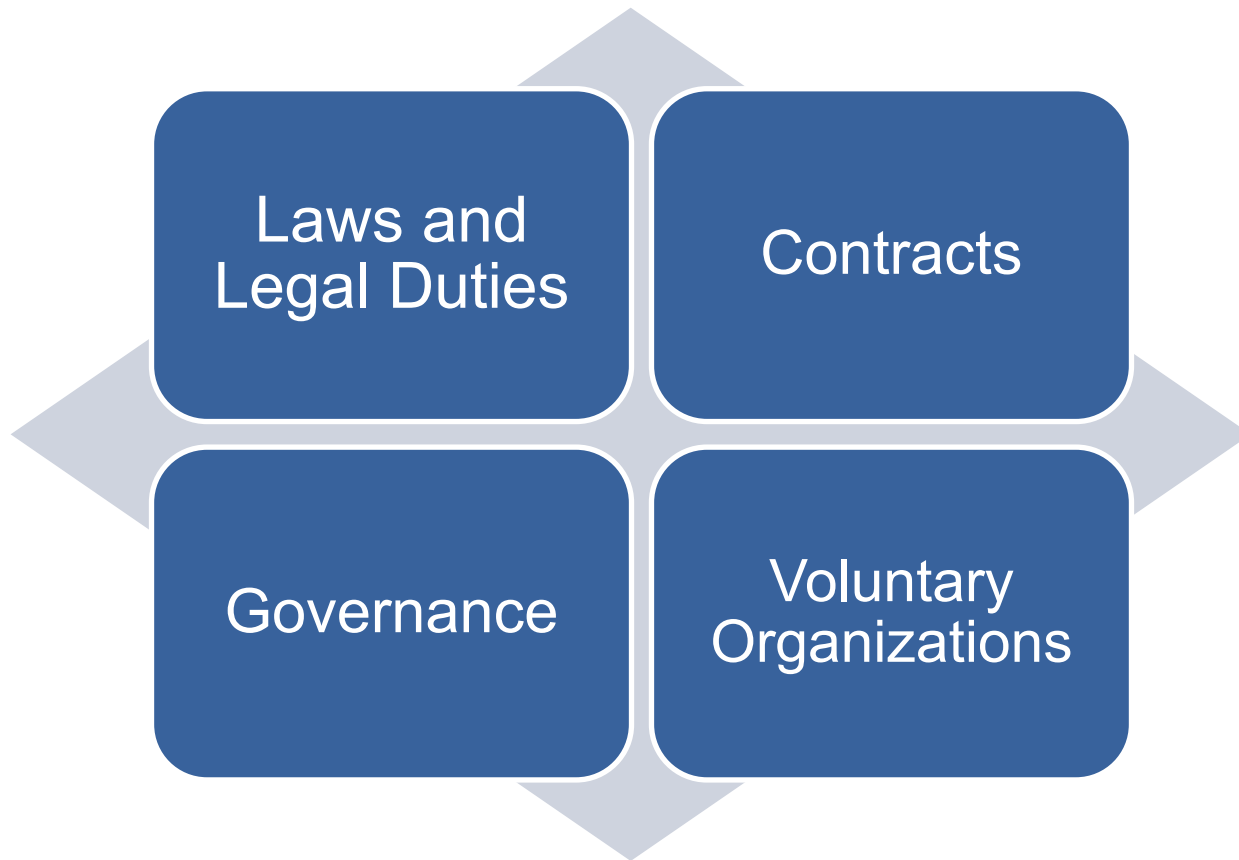 Laws and
Legal Duties
Contracts
Governance
Voluntary
Organizations